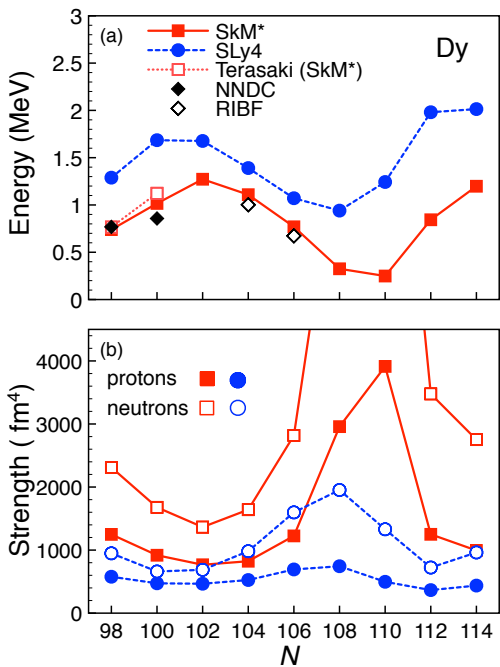 (a)
SkM*
SLy4
Terasaki (SkM*)
NNDC
RIBF
Dy
Energy (MeV)
3
2.5
2
1.5
1
0.5
0
(b)
protons
neutrons
Strength ( fm⁴)
4000
3000
2000
1000
0
98 100 102 104 106 108 110 112 114
N